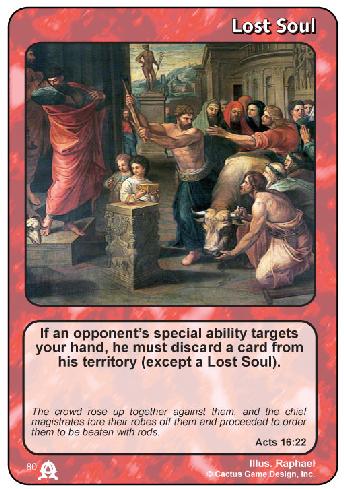 Lost Soul
If an opponent's special ability targets
your hand, he must discard a card from
his territory (except a Lost Soul).
The crowd rose up together against them, and the chief
magistrates tore their robes off them and proceeded to order
them to be beaten with rods.
Acts 16:22
80
Illus. Raphael
© Cactus Game Design, Inc.